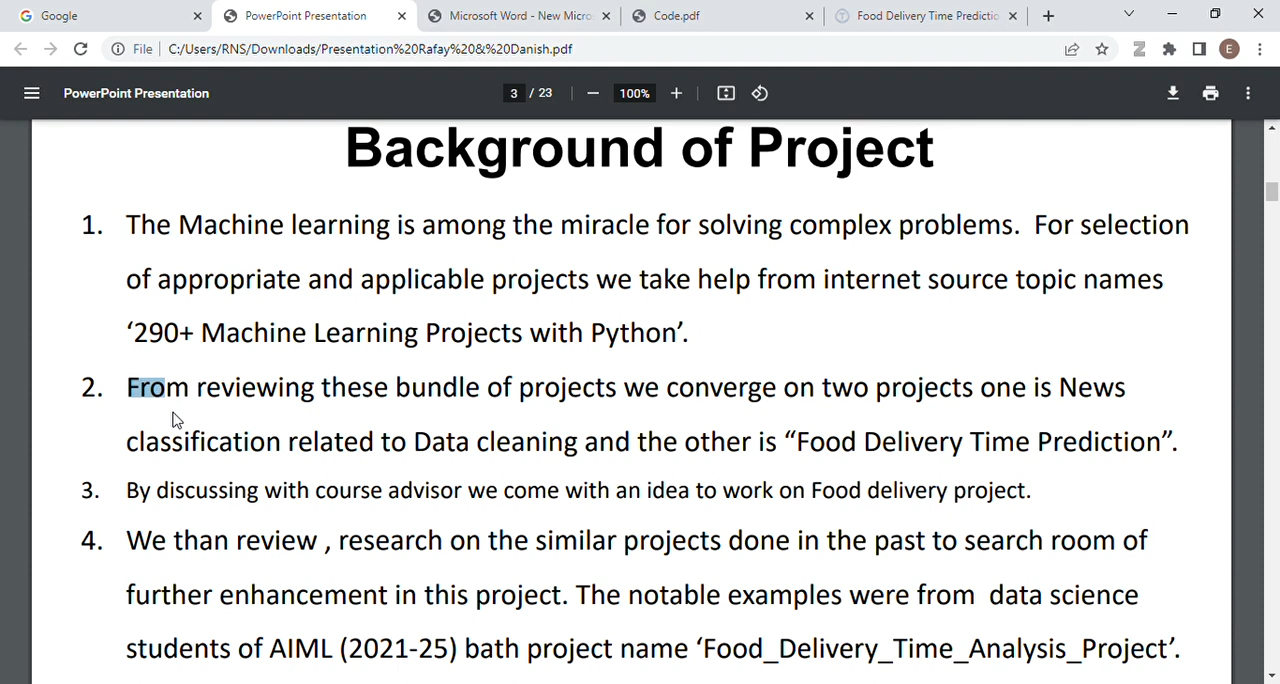 Google
PowerPoint Presentation
Microsoft Word - New Micro
Code.pdf
Food Delivery Time Predictio
File
C:/Users/RNS/Downloads/Presentation%20Rafay%20&%20Danish.pdf
E
PowerPoint Presentation
3 / 23
100%
Background of Project
1. The Machine learning is among the miracle for solving complex problems. For selection
of appropriate and applicable projects we take help from internet source topic names
‘290+ Machine Learning Projects with Python’.
2. From reviewing these bundle of projects we converge on two projects one is News
classification related to Data cleaning and the other is “Food Delivery Time Prediction”.
3. By discussing with course advisor we come with an idea to work on Food delivery project.
4. We than review , research on the similar projects done in the past to search room of
further enhancement in this project. The notable examples were from data science
students of AIML (2021-25) bath project name ‘Food_Delivery_Time_Analysis_Project’.